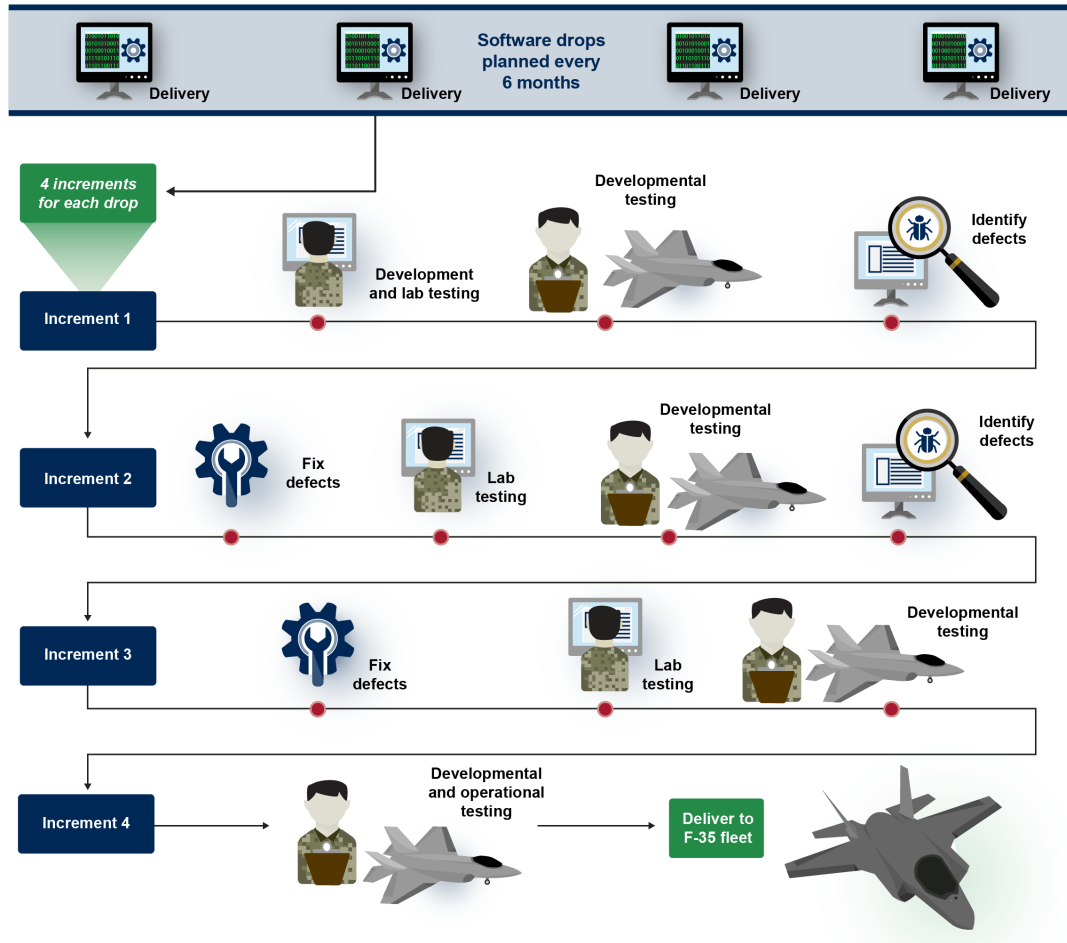 Software drops
planned every
6 months
Delivery
Delivery
Delivery
Delivery
4 increments
for each drop
Developmental
testing
Identify
defects
Development
and lab testing
Increment 1
Developmental
testing
Identify
defects
Fix
defects
Lab
testing
Increment 2
Developmental
testing
Fix
defects
Lab
testing
Increment 3
Developmental
and operational
testing
Increment 4
Deliver to
F-35 fleet